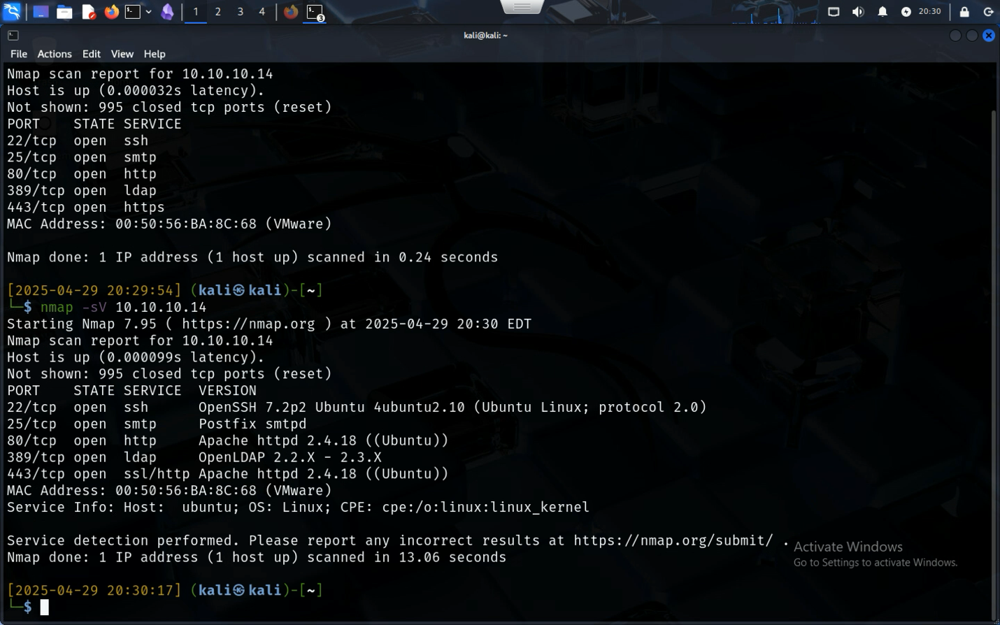 1 2 3 4 3 20:30
kali@kali: ~
File Actions Edit View Help
Nmap scan report for 10.10.10.14
Host is up (0.000032s latency).
Not shown: 995 closed tcp ports (reset)
PORT    STATE SERVICE
22/tcp  open  ssh
25/tcp  open  smtp
80/tcp  open  http
389/tcp open  ldap
443/tcp open  https
MAC Address: 00:50:56:BA:8C:68 (VMware)
Nmap done: 1 IP address (1 host up) scanned in 0.24 seconds
[2025-04-29 20:29:54] (kali㉿kali)-[~]
└─$ nmap -sV 10.10.10.14
Starting Nmap 7.95 ( https://nmap.org ) at 2025-04-29 20:30 EDT
Nmap scan report for 10.10.10.14
Host is up (0.000099s latency).
Not shown: 995 closed tcp ports (reset)
PORT    STATE SERVICE  VERSION
22/tcp  open  ssh      OpenSSH 7.2p2 Ubuntu 4ubuntu2.10 (Ubuntu Linux; protocol 2.0)
25/tcp  open  smtp     Postfix smtpd
80/tcp  open  http     Apache httpd 2.4.18 ((Ubuntu))
389/tcp open  ldap     OpenLDAP 2.2.X - 2.3.X
443/tcp open  ssl/http Apache httpd 2.4.18 ((Ubuntu))
MAC Address: 00:50:56:BA:8C:68 (VMware)
Service Info: Host:  ubuntu; OS: Linux; CPE: cpe:/o:linux:linux_kernel
Service detection performed. Please report any incorrect results at https://nmap.org/submit/ .
Nmap done: 1 IP address (1 host up) scanned in 13.06 seconds
Activate Windows
Go to Settings to activate Windows.
[2025-04-29 20:30:17] (kali㉿kali)-[~]
└─$